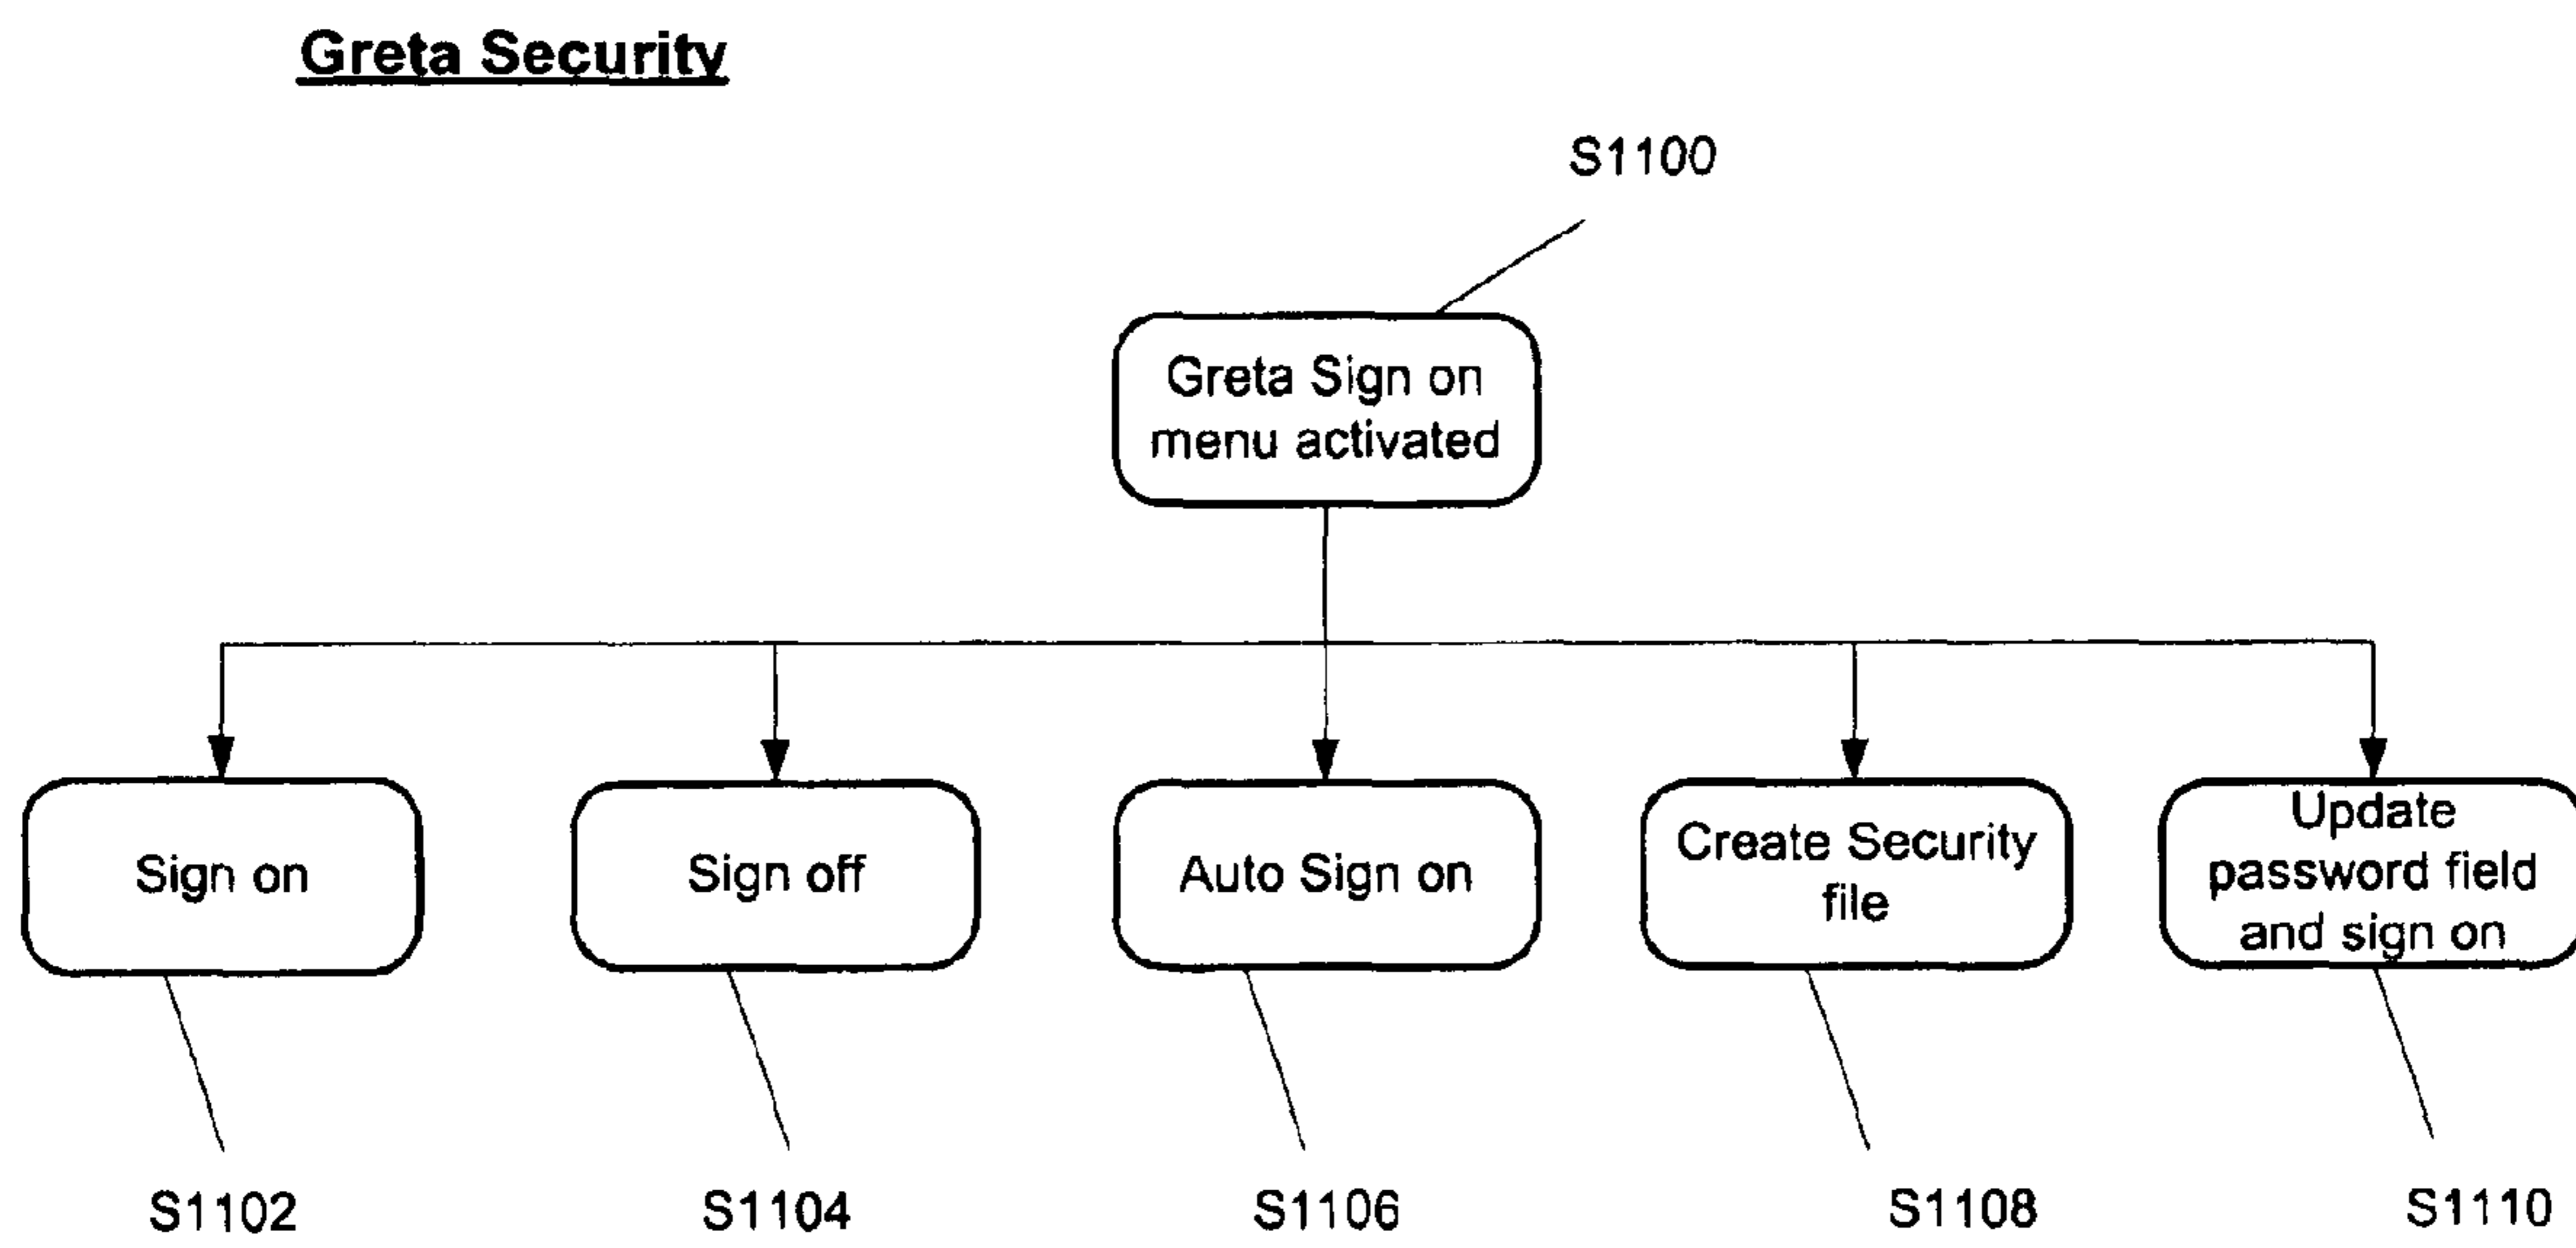 Greta Security
S1100
Greta Sign on
menu activated
Sign on
Sign off
Auto Sign on
Create Security
file
Update
password field
and sign on
S1102
S1104
S1106
S1108
S1110